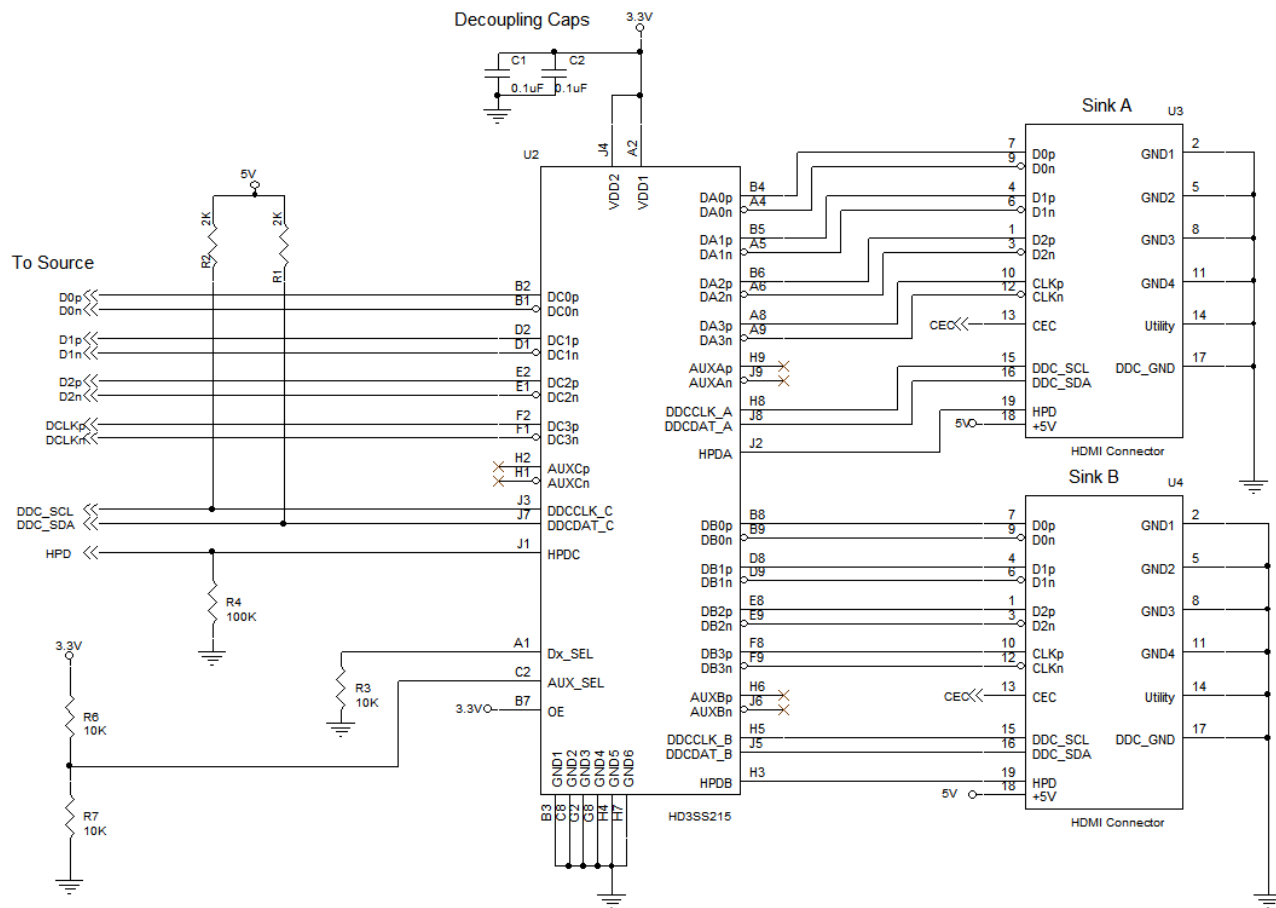 Decoupling Caps
3.3V
C1
C2
0.1uF
0.1uF
Sink A
U3
U2
J4
A2
VDD2
VDD1
5V
2K
2K
R2
R1
To Source
D0p
D0n
D1p
D1n
D2p
D2n
DCLKp
DCLKn
DDC_SCL
DDC_SDA
HPD
R4
100K
3.3V
R6
10K
R7
10K
R3
10K
3.3V
B2
B1
D2
D1
E2
E1
F2
F1
H2
H1
J3
J7
J1
A1
C2
B7
DC0p
DC0n
DC1p
DC1n
DC2p
DC2n
DC3p
DC3n
AUXCp
AUXCn
DDCCLK_C
DDCDAT_C
HPDC
Dx_SEL
AUX_SEL
OE
GND1
GND2
GND3
GND4
GND5
GND6
B3
C8
G2
G8
H4
H7
HD3SS215
DA0p
DA0n
DA1p
DA1n
DA2p
DA2n
DA3p
DA3n
AUXAp
AUXAn
DDCCLK_A
DDCDAT_A
HPDA
DB0p
DB0n
DB1p
DB1n
DB2p
DB2n
DB3p
DB3n
AUXBp
AUXBn
DDCCLK_B
DDCDAT_B
HPDB
B4
A4
B5
A5
B6
A6
A8
A9
H9
J9
H8
J8
J2
B8
B9
D8
D9
E8
E9
F8
F9
H6
J6
H5
J5
H3
7
9
4
6
1
3
10
12
CEC
13
15
16
19
5V
18
D0p
D0n
D1p
D1n
D2p
D2n
CLKp
CLKn
CEC
DDC_SCL
DDC_SDA
HPD
+5V
GND1
GND2
GND3
GND4
Utility
DDC_GND
2
5
8
11
14
17
HDMI Connector
Sink B
U4
7
9
4
6
1
3
10
12
CEC
13
15
16
19
5V
18
D0p
D0n
D1p
D1n
D2p
D2n
CLKp
CLKn
CEC
DDC_SCL
DDC_SDA
HPD
+5V
GND1
GND2
GND3
GND4
Utility
DDC_GND
2
5
8
11
14
17
HDMI Connector